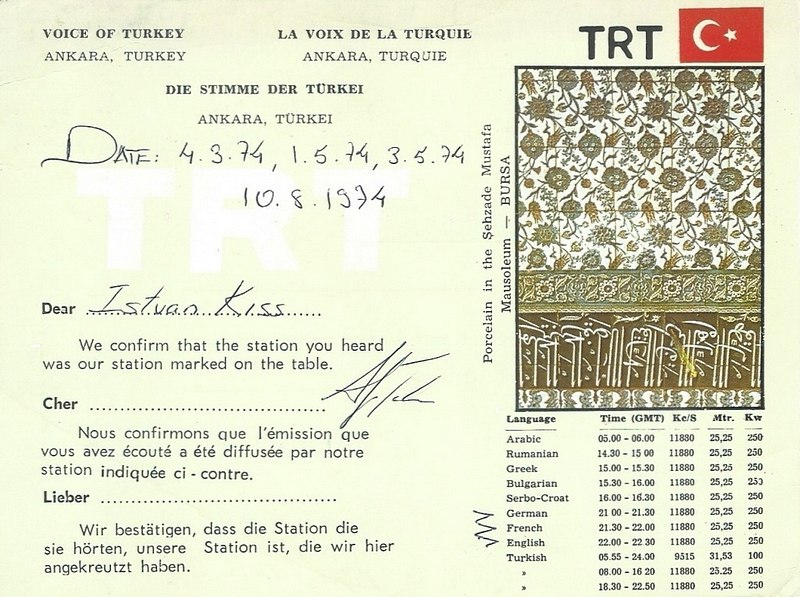 VOICE OF TURKEY
ANKARA, TURKEY
LA VOIX DE LA TURQUIE
ANKARA, TURQUIE
DIE STIMME DER TÜRKEI
ANKARA, TÜRKEI
DATE: 4.3.74, 1.5.74, 3.5.74
10.8.1974
TRT
Dear Istvan Kiss
We confirm that the station you heard
was our station marked on the table.
Cher ....................................
Nous confirmons que l'émission que
vous avez écouté a été diffusée par notre
station indiquée ci-contre.
Lieber ....................................
Wir bestätigen, dass die Station die
sie hörten, unsere Station ist, die wir hier
angekreutzt haben.
TRT
Porcelain in the Şehzade Mustafa
Mausoleum — BURSA
Language Time (GMT) Kc/S Mtr. Kw
Arabic 05.00 - 06.00 11880 25,25 250
Rumanian 14.30 - 15 00 11880 25,25 250
Greek 15.00 - 15.30 11880 25,25 250
Bulgarian 15.30 - 16.00 11880 25,25 250
Serbo-Croat 16.00 - 16.30 11880 25,25 250
German 21 00 - 21.30 11880 25,25 250
French 21.30 - 22.00 11880 25,25 250
English 22.00 - 22 30 11880 25,25 250
Turkish 05.55 - 24.00 9515 31,53 100
» 08.00 - 16 20 11880 25.25 250
» 18.30 - 22.50 11880 25,25 250